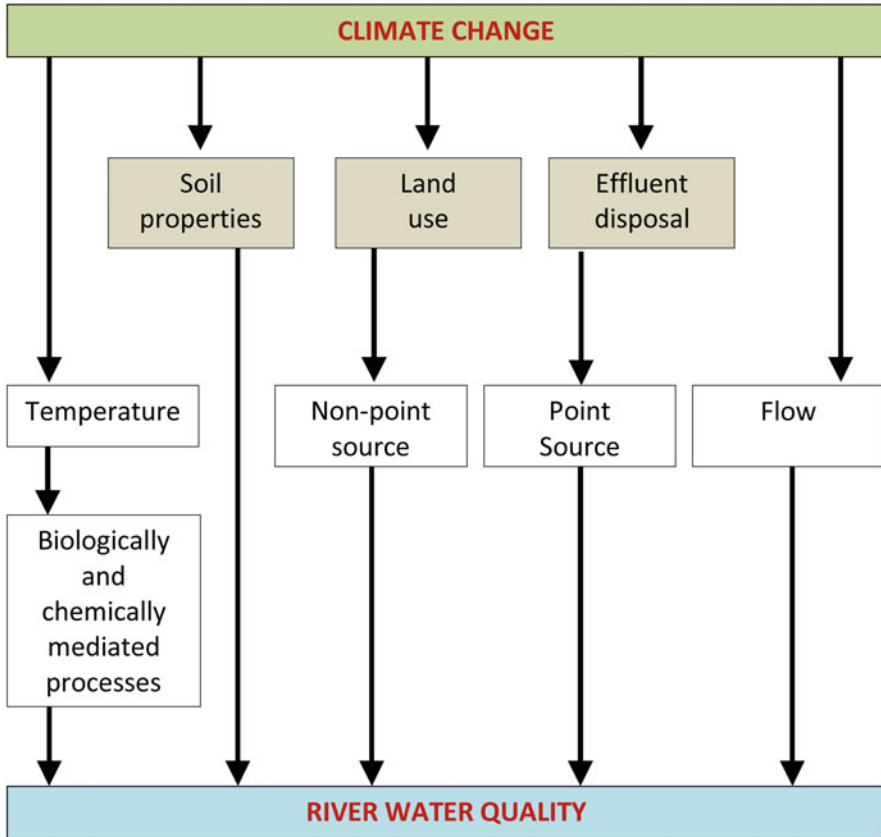 CLIMATE CHANGE
Soil
properties
Land
use
Effluent
disposal
Temperature
Non-point
source
Point
Source
Flow
Biologically
and
chemically
mediated
processes
RIVER WATER QUALITY